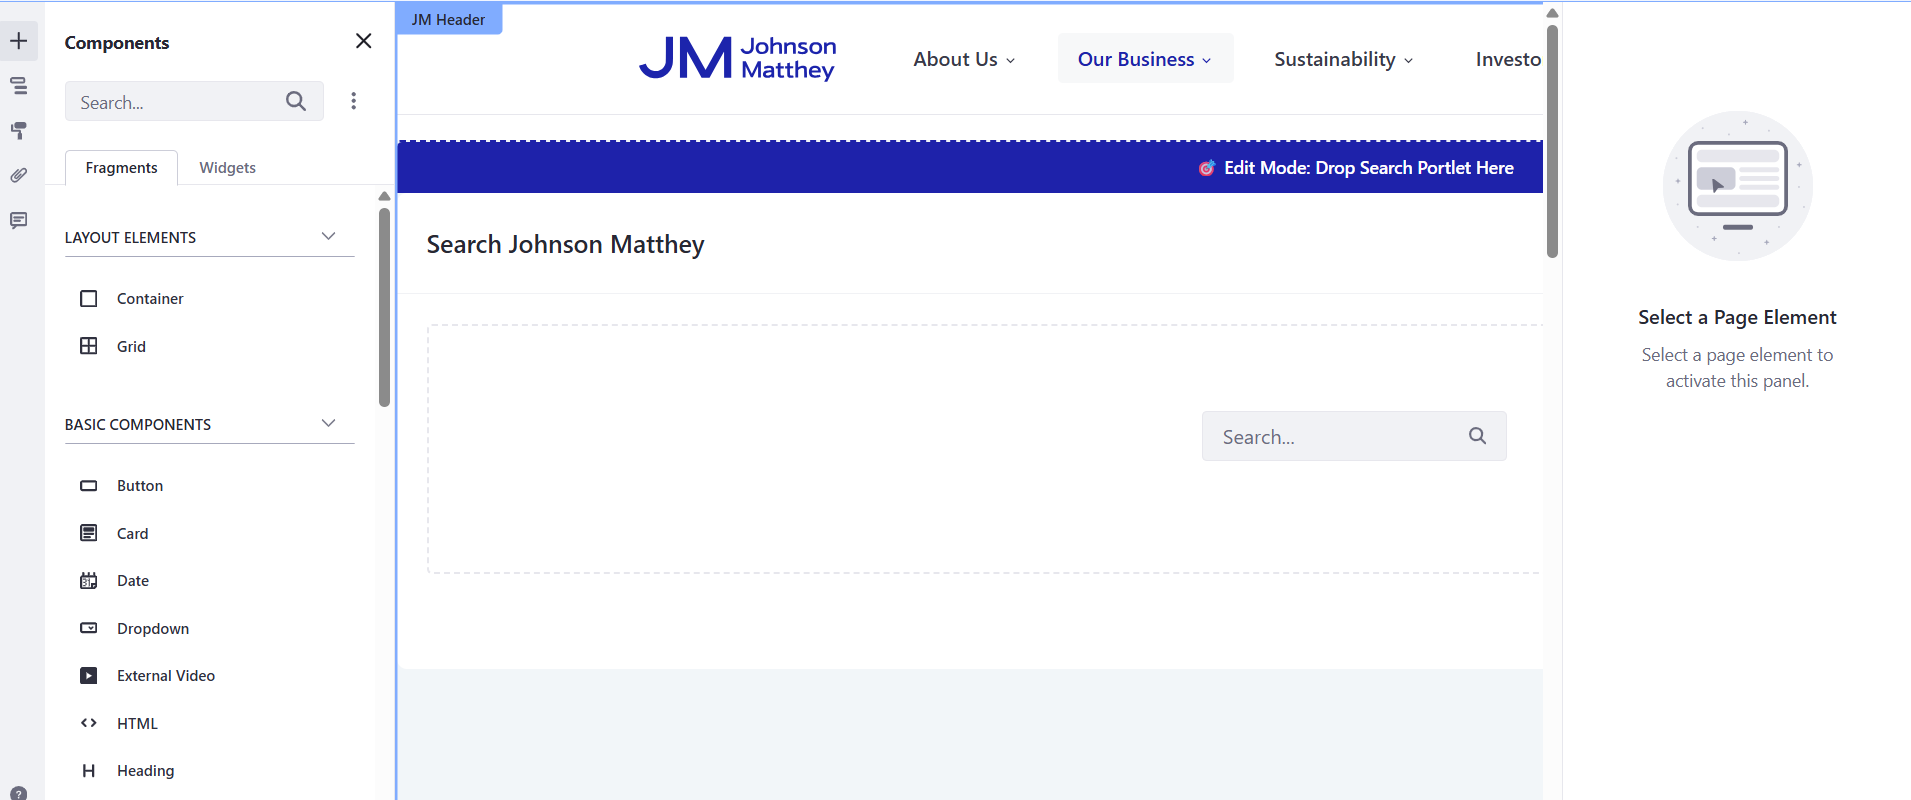 Components
Search...
Fragments
Widgets
LAYOUT ELEMENTS
Container
Grid
BASIC COMPONENTS
Button
Card
31
Date
Dropdown
External Video
HTML
H Heading
?
JM Header
JM Johnson
Matthey
About Us
Our Business
Sustainability
Investo
Edit Mode: Drop Search Portlet Here
Search Johnson Matthey
Search...
Select a Page Element
Select a page element to
activate this panel.